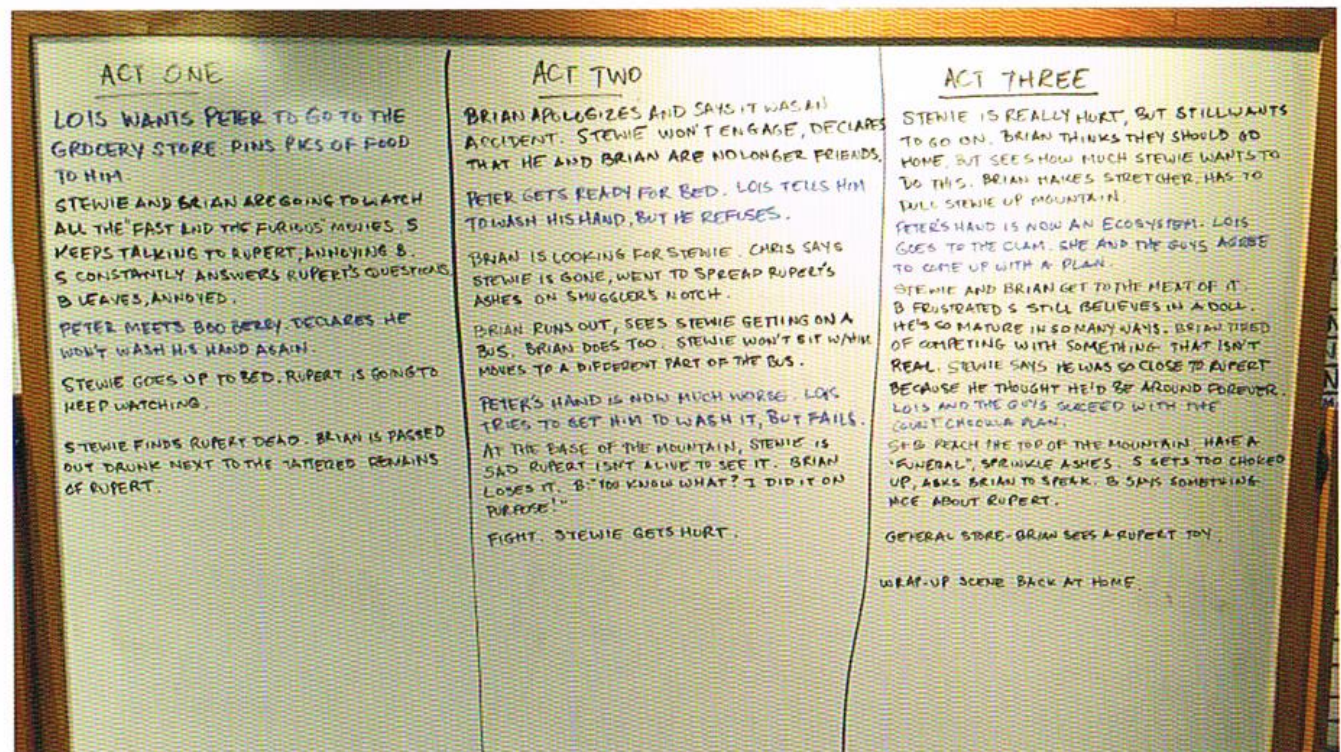 ACT ONE
LOIS WANTS PETER TO GO TO THE
GROCERY STORE. PINS PICS OF FOOD
TO HIM.
STEWIE AND BRIAN ARE GOING TO WATCH
ALL THE "FAST AND THE FURIOUS" MOVIES. S
KEEPS TALKING TO RUPERT, ANNOYING B.
S CONSTANTLY ANSWERS RUPERT'S QUESTIONS.
B LEAVES, ANNOYED.
PETER MEETS BOO BERRY. DECLARES HE
WON'T WASH HIS HAND AGAIN.
STEWIE GOES UP TO BED. RUPERT IS GOING TO
KEEP WATCHING.
STEWIE FINDS RUPERT DEAD. BRIAN IS PASSED
OUT DRUNK NEXT TO THE TATTERED REMAINS
OF RUPERT.
ACT TWO
BRIAN APOLOGIZES AND SAYS IT WAS AN
ACCIDENT. STEWIE WON'T ENGAGE, DECLARES
THAT HE AND BRIAN ARE NO LONGER FRIENDS.
PETER GETS READY FOR BED. LOIS TELLS HIM
TO WASH HIS HAND, BUT HE REFUSES.
BRIAN IS LOOKING FOR STEWIE. CHRIS SAYS
STEWIE IS GONE, WENT TO SPREAD RUPERT'S
ASHES ON SMUGGLER'S NOTCH.
BRIAN RUNS OUT, SEES STEWIE GETTING ON A
BUS. BRIAN DOES TOO. STEWIE WON'T SIT W/HIM
MOVES TO A DIFFERENT PART OF THE BUS.
PETER'S HAND IS NOW MUCH WORSE. LOIS
TRIES TO GET HIM TO WASH IT, BUT FAILS.
AT THE BASE OF THE MOUNTAIN, STEWIE IS
SAD RUPERT ISN'T ALIVE TO SEE IT. BRIAN
LOSES IT. B: "YOU KNOW WHAT? I DID IT ON
PURPOSE!"
FIGHT. STEWIE GETS HURT.
ACT THREE
STEWIE IS REALLY HURT, BUT STILL WANTS
TO GO ON. BRIAN THINKS THEY SHOULD GO
HOME, BUT SEES HOW MUCH STEWIE WANTS TO
DO THIS. BRIAN MAKES STRETCHER, HAS TO
PULL STEWIE UP MOUNTAIN.
PETER'S HAND IS NOW AN ECOSYSTEM. LOIS
GOES TO THE CLAM. SHE AND THE GUYS AGREE
TO COME UP WITH A PLAN.
STEWIE AND BRIAN GET TO THE MEAT OF IT.
B FRUSTRATED S STILL BELIEVES IN A DOLL.
HE'S SO MATURE IN SO MANY WAYS. BRIAN TIRED
OF COMPETING WITH SOMETHING THAT ISN'T
REAL. STEWIE SAYS HE WAS SO CLOSE TO RUPERT
BECAUSE HE THOUGHT HE'D BE AROUND FOREVER.
LOIS AND THE GUYS SUCCEED WITH THE
COUNT CHOCULA PLAN.
S+B REACH THE TOP OF THE MOUNTAIN. HAVE A
"FUNERAL", SPRINKLE ASHES. S GETS TOO CHOKED
UP, ASKS BRIAN TO SPEAK. B SAYS SOMETHING
NICE ABOUT RUPERT.
GENERAL STORE - BRIAN SEES A RUPERT TOY.
WRAP-UP SCENE BACK AT HOME.